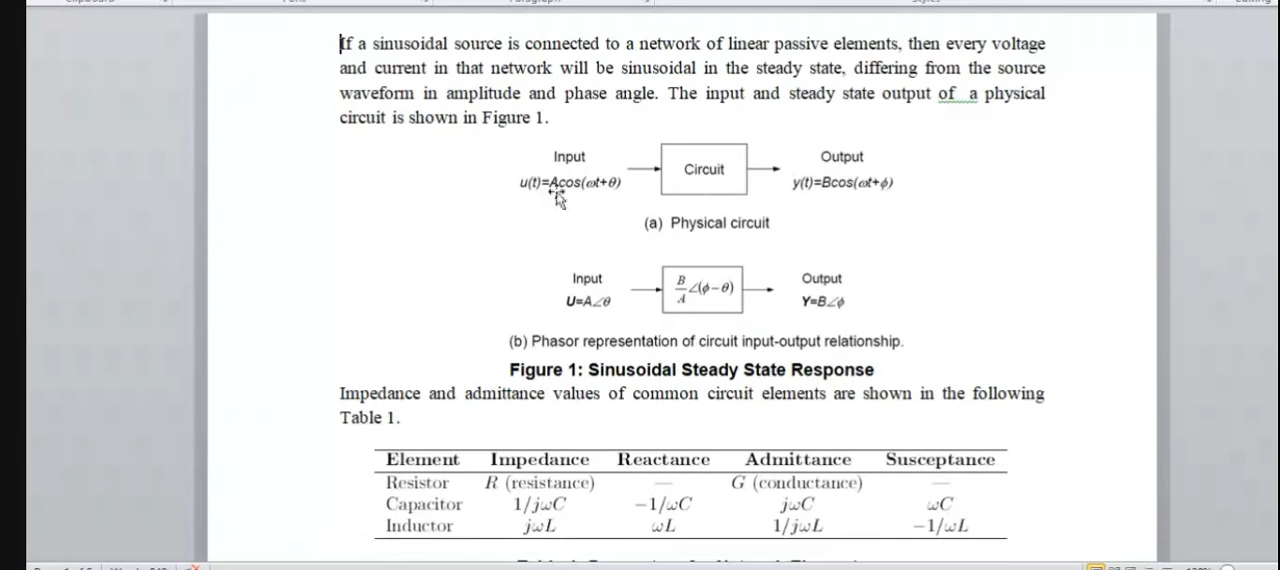 If a sinusoidal source is connected to a network of linear passive elements, then every voltage
and current in that network will be sinusoidal in the steady state, differing from the source
waveform in amplitude and phase angle. The input and steady state output of a physical
circuit is shown in Figure 1.
Input
Circuit
Output
u(t)=Acos(ωt+θ)
y(t)=Bcos(ωt+ϕ)
(a) Physical circuit
Input
B/A ∠(ϕ−θ)
Output
U=A∠θ
Y=B∠ϕ
(b) Phasor representation of circuit input-output relationship.
Figure 1: Sinusoidal Steady State Response
Impedance and admittance values of common circuit elements are shown in the following
Table 1.
Element Impedance Reactance Admittance Susceptance
Resistor R (resistance) — G (conductance) —
Capacitor 1/jωC −1/ωC jωC ωC
Inductor jωL ωL 1/jωL −1/ωL